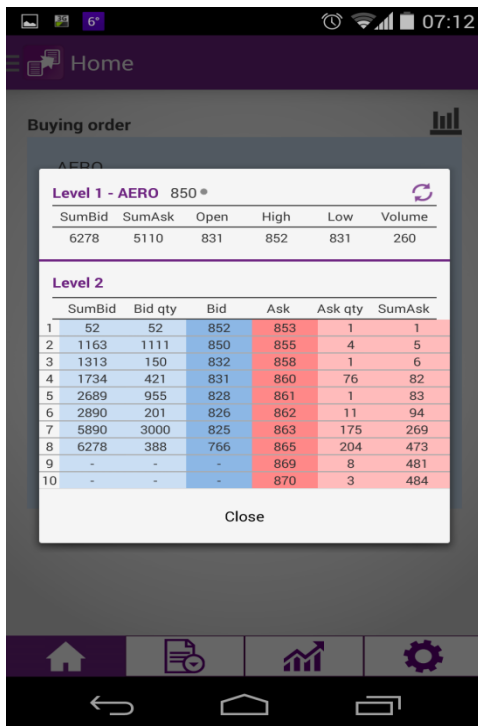 3G 6° 07:12
Home
Buying order
AERO
Level 1 - AERO 850
SumBid SumAsk Open High Low Volume
6278 5110 831 852 831 260
Level 2
SumBid Bid qty Bid Ask Ask qty SumAsk
1 52 52 852 853 1 1
2 1163 1111 850 855 4 5
3 1313 150 832 858 1 6
4 1734 421 831 860 76 82
5 2689 955 828 861 1 83
6 2890 201 826 862 11 94
7 5890 3000 825 863 175 269
8 6278 388 766 865 204 473
9 - - - 869 8 481
10 - - - 870 3 484
Close